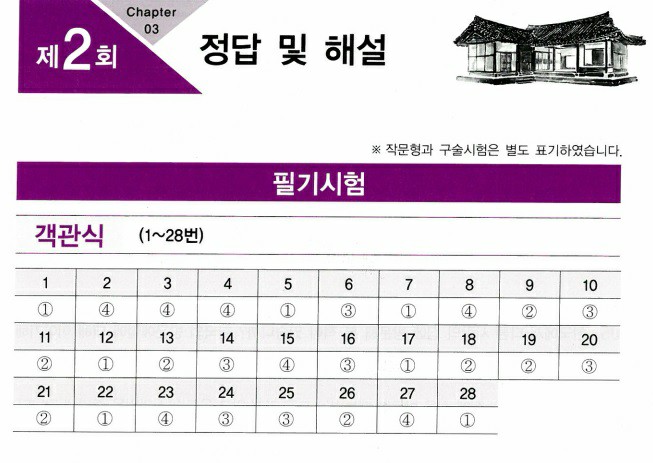 Chapter
03
제2회
정답 및 해설
※ 작문형과 구술시험은 별도 표기하였습니다.
필기시험
객관식 (1~28번)
1 2 3 4 5 6 7 8 9 10
① ④ ④ ④ ① ③ ① ④ ② ③
11 12 13 14 15 16 17 18 19 20
② ① ② ③ ④ ③ ① ② ② ③
21 22 23 24 25 26 27 28
② ① ④ ③ ③ ② ④ ①